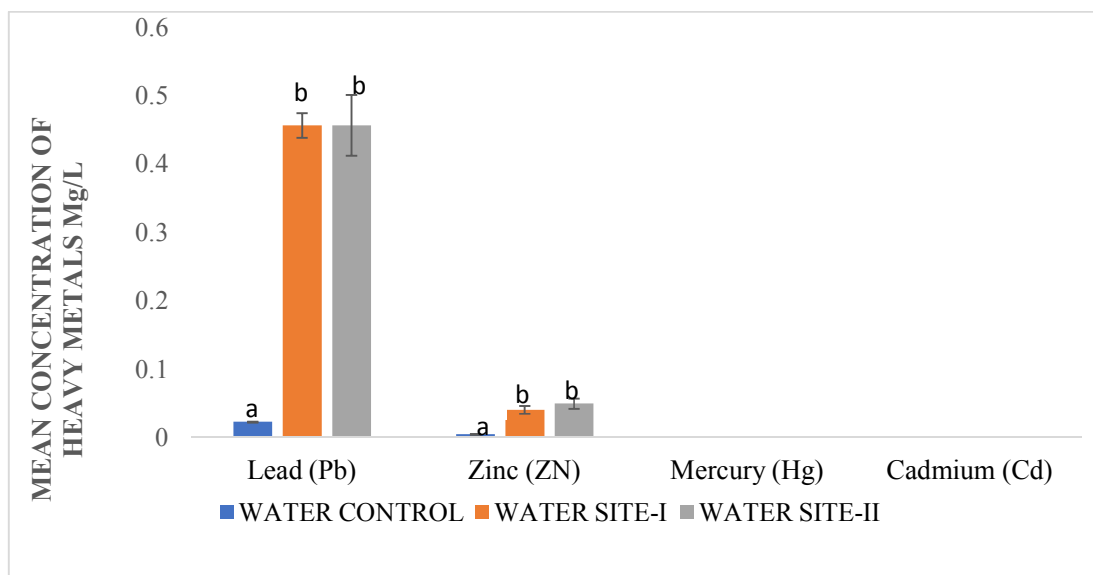 MEAN CONCENTRATION OF
HEAVY METALS Mg/L
0.6
0.5
0.4
0.3
0.2
0.1
0
a
b
b
a
b
b
Lead (Pb)
Zinc (ZN)
Mercury (Hg)
Cadmium (Cd)
WATER CONTROL
WATER SITE-I
WATER SITE-II